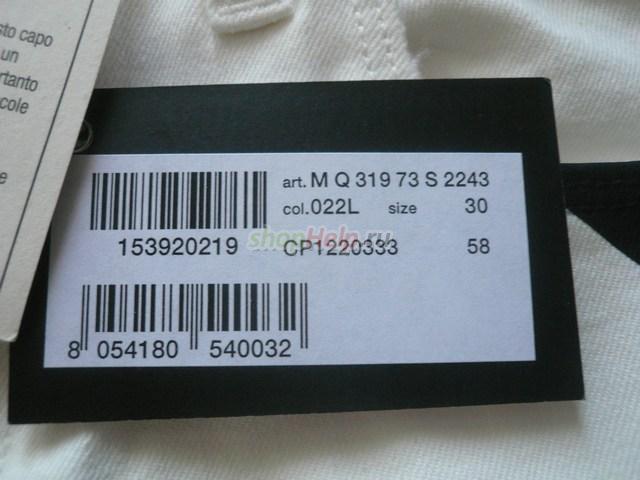 sto capo
un
rtanto
cole
e
art. M Q 319 73 S 2243
col.022L size 30
153920219 CP1220333 58
shopHelp.ru
8 054180 540032